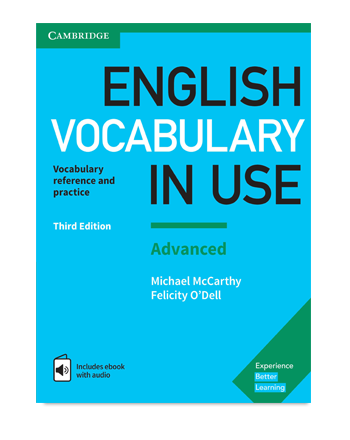 CAMBRIDGE
ENGLISH
VOCABULARY
IN USE
Vocabulary
reference and
practice
Third Edition
Advanced
Michael McCarthy
Felicity O'Dell
Includes ebook
with audio
Experience
Better
Learning